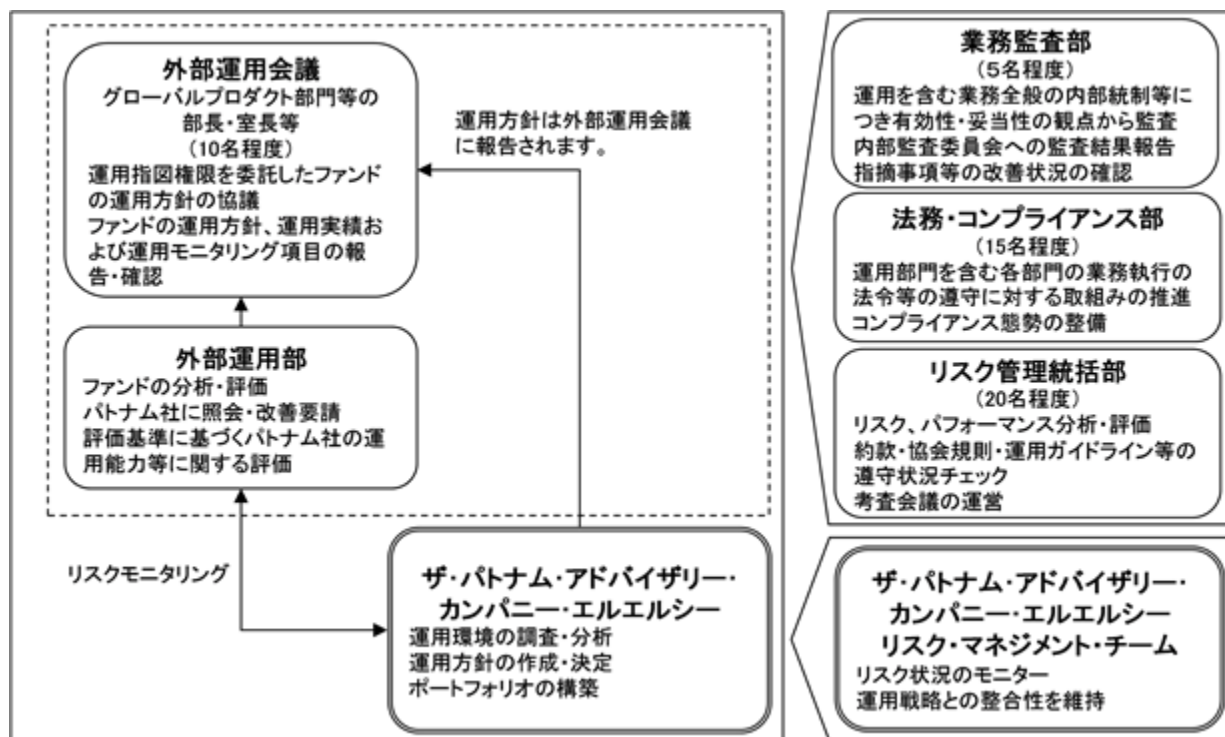 外部運用会議
グローバルプロダクト部門等の
部長・室長等
(10名程度)
運用指図権限を委託したファンド
の運用方針の協議
ファンドの運用方針、運用実績お
よび運用モニタリング項目の報
告・確認
運用方針は外部運用会議
に報告されます。
外部運用部
ファンドの分析・評価
パトナム社に照会・改善要請
評価基準に基づくパトナム社の運
用能力等に関する評価
リスクモニタリング
ザ・パトナム・アドバイザリー・
カンパニー・エルエルシー
運用環境の調査・分析
運用方針の作成・決定
ポートフォリオの構築
業務監査部
(5名程度)
運用を含む業務全般の内部統制等に
つき有効性・妥当性の観点から監査
内部監査委員会への監査結果報告
指摘事項等の改善状況の確認
法務・コンプライアンス部
(15名程度)
運用部門を含む各部門の業務執行の
法令等の遵守に対する取組みの推進
コンプライアンス態勢の整備
リスク管理統括部
(20名程度)
リスク、パフォーマンス分析・評価
約款・協会規則・運用ガイドライン等の
遵守状況チェック
考査会議の運営
ザ・パトナム・アドバイザリー・
カンパニー・エルエルシー
リスク・マネジメント・チーム
リスク状況のモニター
運用戦略との整合性を維持